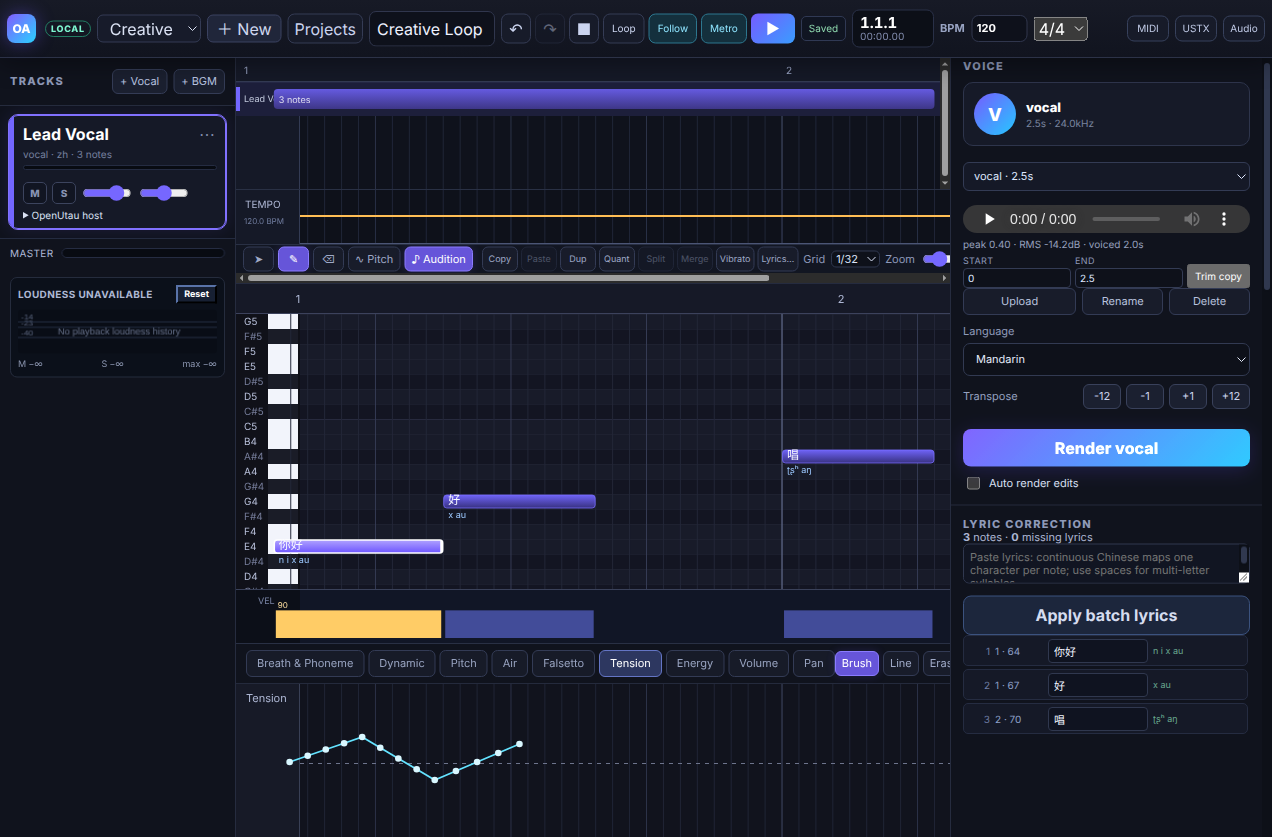 OA LOCAL Creative + New Projects Creative Loop Loop Follow Metro Saved 1.1.1 00:00.00 BPM 120 4/4 MIDI USTX Audio
TRACKS + Vocal + BGM
Lead Vocal ...
vocal · zh · 3 notes
M S
OpenUtau host
MASTER
LOUDNESS UNAVAILABLE Reset
-14
-23
-40
No playback loudness history
M −∞ S −∞ max −∞
1 2
Lead V 3 notes
TEMPO
120.0 BPM
Pitch Audition Copy Paste Dup Quant Split Merge Vibrato Lyrics... Grid 1/32 Zoom
1 2
G5
F#5
F5
E5
D#5
D5
C#5
C5
B4
A#4 唱
A4 ʈʂʰ aŋ
G#4
G4 好
F#4 x au
F4
E4 你好
D#4 n i x au
D4
VEL 90
Breath & Phoneme Dynamic Pitch Air Falsetto Tension Energy Volume Pan Brush Line Eras
Tension
VOICE
V vocal
2.5s · 24.0kHz
vocal · 2.5s
0:00 / 0:00
peak 0.40 · RMS -14.2dB · voiced 2.0s
START END
0 2.5 Trim copy
Upload Rename Delete
Language
Mandarin
Transpose -12 -1 +1 +12
Render vocal
Auto render edits
LYRIC CORRECTION
3 notes · 0 missing lyrics
Paste lyrics: continuous Chinese maps one
character per note; use spaces for multi-letter
Apply batch lyrics
1 1 · 64 你好 n i x au
2 1 · 67 好 x au
3 2 · 70 唱 ʈʂʰ aŋ